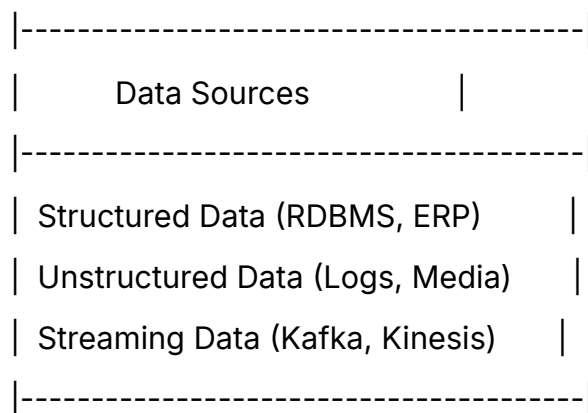 |----------------------------------------|
| Data Sources |
|----------------------------------------|
| Structured Data (RDBMS, ERP) |
| Unstructured Data (Logs, Media) |
| Streaming Data (Kafka, Kinesis) |
|----------------------------------------|